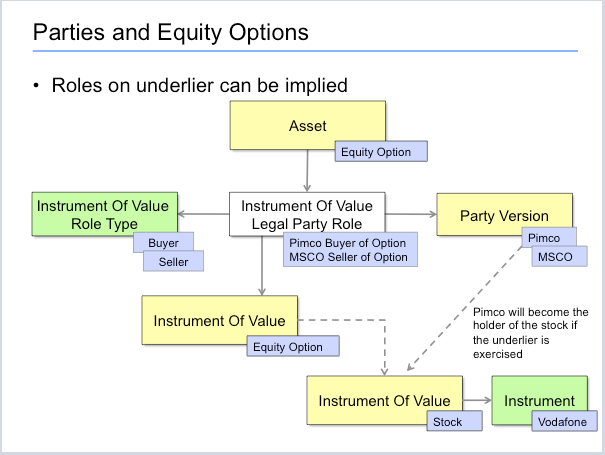 Parties and Equity Options
• Roles on underlier can be implied
Asset
Equity Option
Instrument Of Value
Role Type
Buyer
Seller
Instrument Of Value
Legal Party Role
Pimco Buyer of Option
MSCO Seller of Option
Party Version
Pimco
MSCO
Instrument Of Value
Equity Option
Pimco will become the
holder of the stock if
the underlier is
exercised
Instrument Of Value
Stock
Instrument
Vodafone